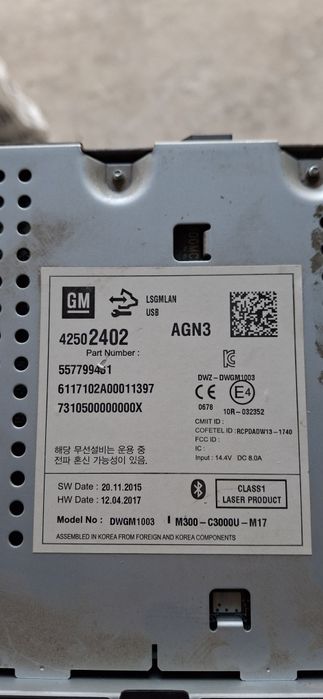 GM
LSGMLAN
USB
AGN3
42502402
Part Number :
6117102A00011397
7310500000000X
DWZ-DWGM1003
CE
0678
E4
10R-032352
CMIIT ID :
COFETEL ID :RCPDADW13-1740
FCC ID :
IC :
Input : 14.4V DC 8.0A
해당 무선설비는 운용 중
전파 혼신 가능성이 있음.
SW Date : 20.11.2015
HW Date : 12.04.2017
CLASS1
LASER PRODUCT
Model No : DWGM1003
M300-C3000U-M17
ASSEMBLED IN KOREA FROM FOREIGN AND KOREA COMPONENTS